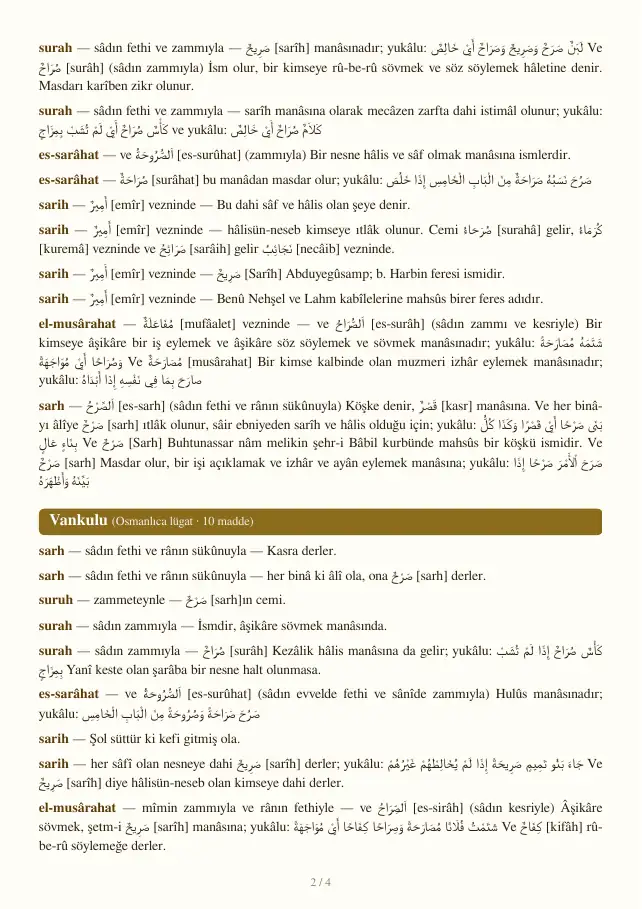 surah — sâdın fethi ve zammıyla — صَرِيحٌ [sarîh] manâsınadır; yukâlu: لَبَنٌ صَرَحٌ وَصَرِيحٌ وَصَرَاحٌ أَيْ خَالِصٌ Ve
صُرَاحٌ [surâh] (sâdın zammıyla) İsm olur, bir kimseye rû-be-rû sövmek ve söz söylemek hâletine denir.
Masdarı karîben zikr olunur.
surah — sâdın fethi ve zammıyla — sarîh manâsına olarak mecâzen zarfta dahi istimâl olunur; yukâlu:
كَأْسٌ صُرَاحٌ أَيْ لَمْ تُشَبْ بِمِزَاجٍ ve yukâlu: كَلَامٌ صُرَاحٌ أَيْ خَالِصٌ
es-sarâhat — ve اَلصُّرُوحَةُ [es-surûhat] (zammıyla) Bir nesne hâlis ve sâf olmak manâsına ismlerdir.
es-sarâhat — صُرَاحَةٌ [surâhat] bu manâdan masdar olur; yukâlu: صَرُحَ نَسَبُهُ صَرَاحَةً مِنَ الْبَابِ الْخَامِسِ إِذَا خَلُصَ
sarih — أَمِيرٌ [emîr] vezninde — Bu dahi sâf ve hâlis olan şeye denir.
sarih — أَمِيرٌ [emîr] vezninde — hâlisün-neseb kimseye ıtlâk olunur. Cemi صُرَحَاءُ [surahâ] gelir, كُرَمَاءُ
[kuremâ] vezninde ve صَرَائِحُ [sarâih] gelir نَجَائِبُ [necâib] vezninde.
sarih — أَمِيرٌ [emîr] vezninde — صَرِيحٌ [Sarîh] Abduyegûsamp; b. Harbin feresi ismidir.
sarih — أَمِيرٌ [emîr] vezninde — Benû Nehşel ve Lahm kabîlelerine mahsûs birer feres adıdır.
el-musârahat — مُفَاعَلَةٌ [mufâalet] vezninde — ve اَلصُّرَاحُ [es-surâh] (sâdın zammı ve kesriyle) Bir
kimseye âşikâre bir iş eylemek ve âşikâre söz söylemek ve sövmek manâsınadır; yukâlu: شَتَمَهُ مُصَارَحَةً
وَصُرَاحًا أَيْ مُوَاجَهَةً Ve مُصَارَحَةٌ [musârahat] Bir kimse kalbinde olan muzmeri izhâr eylemek manâsınadır;
yukâlu: صَارَحَ بِمَا فِي نَفْسِهِ إِذَا أَبْدَاهُ
sarh — اَلصَّرْحُ [es-sarh] (sâdın fethi ve rânın sükûnuyla) Köşke denir, قَصْرٌ [kasr] manâsına. Ve her binâ-
yı âlîye صَرْحٌ [sarh] ıtlâk olunur, sâir ebniyeden sarîh ve hâlis olduğu için; yukâlu: بَنَى صَرْحًا أَيْ قَصْرًا وَكَذَا كُلُّ
بِنَاءٍ عَالٍ Ve صَرْحٌ [Sarh] Buhtunassar nâm melikin şehr-i Bâbil kurbünde mahsûs bir köşkü ismidir. Ve
صَرْحٌ [sarh] Masdar olur, bir işi açıklamak ve izhâr ve ayân eylemek manâsına; yukâlu: صَرَحَ الْأَمْرَ صَرْحًا إِذَا
بَيَّنَهُ وَأَظْهَرَهُ
Vankulu (Osmanlıca lügat · 10 madde)
sarh — sâdın fethi ve rânın sükûnuyla — Kasra derler.
sarh — sâdın fethi ve rânın sükûnuyla — her binâ ki âlî ola, ona صَرْحٌ [sarh] derler.
suruh — zammeteynle — صَرْحٌ [sarh]ın cemi.
surah — sâdın zammıyla — İsmdir, âşikâre sövmek manâsında.
surah — sâdın zammıyla — صُرَاحٌ [surâh] Kezâlik hâlis manâsına da gelir; yukâlu: كَأْسٌ صُرَاحٌ إِذَا لَمْ تُشَبْ
بِمِزَاجٍ Yanî keste olan şarâba bir nesne halt olunmasa.
es-sarâhat — ve اَلصُّرُوحَةُ [es-surûhat] (sâdın evvelde fethi ve sânîde zammıyla) Hulûs manâsınadır;
yukâlu: صَرُحَ صَرَاحَةً وَصُرُوحَةً مِنَ الْبَابِ الْخَامِسِ
sarih — Şol süttür ki kefi gitmiş ola.
sarih — her sâfî olan nesneye dahi صَرِيحٌ [sarîh] derler; yukâlu: جَاءَ بَنُو تَمِيمٍ صَرِيحَةً إِذَا لَمْ يُخَالِطْهُمْ غَيْرُهُمْ Ve
صَرِيحٌ [sarîh] diye hâlisün-neseb olan kimseye dahi derler.
el-musârahat — mîmin zammıyla ve rânın fethiyle — ve اَلصِّرَاحُ [es-sirâh] (sâdın kesriyle) Âşikâre
sövmek, şetm-i صَرِيحٌ [sarîh] manâsına; yukâlu: شَتَمْتُ فُلَانًا مُصَارَحَةً وَصِرَاحًا كِفَاحًا أَيْ مُوَاجَهَةً Ve كِفَاحٌ [kifâh] rû-
be-rû söylemeğe derler.
2 / 4